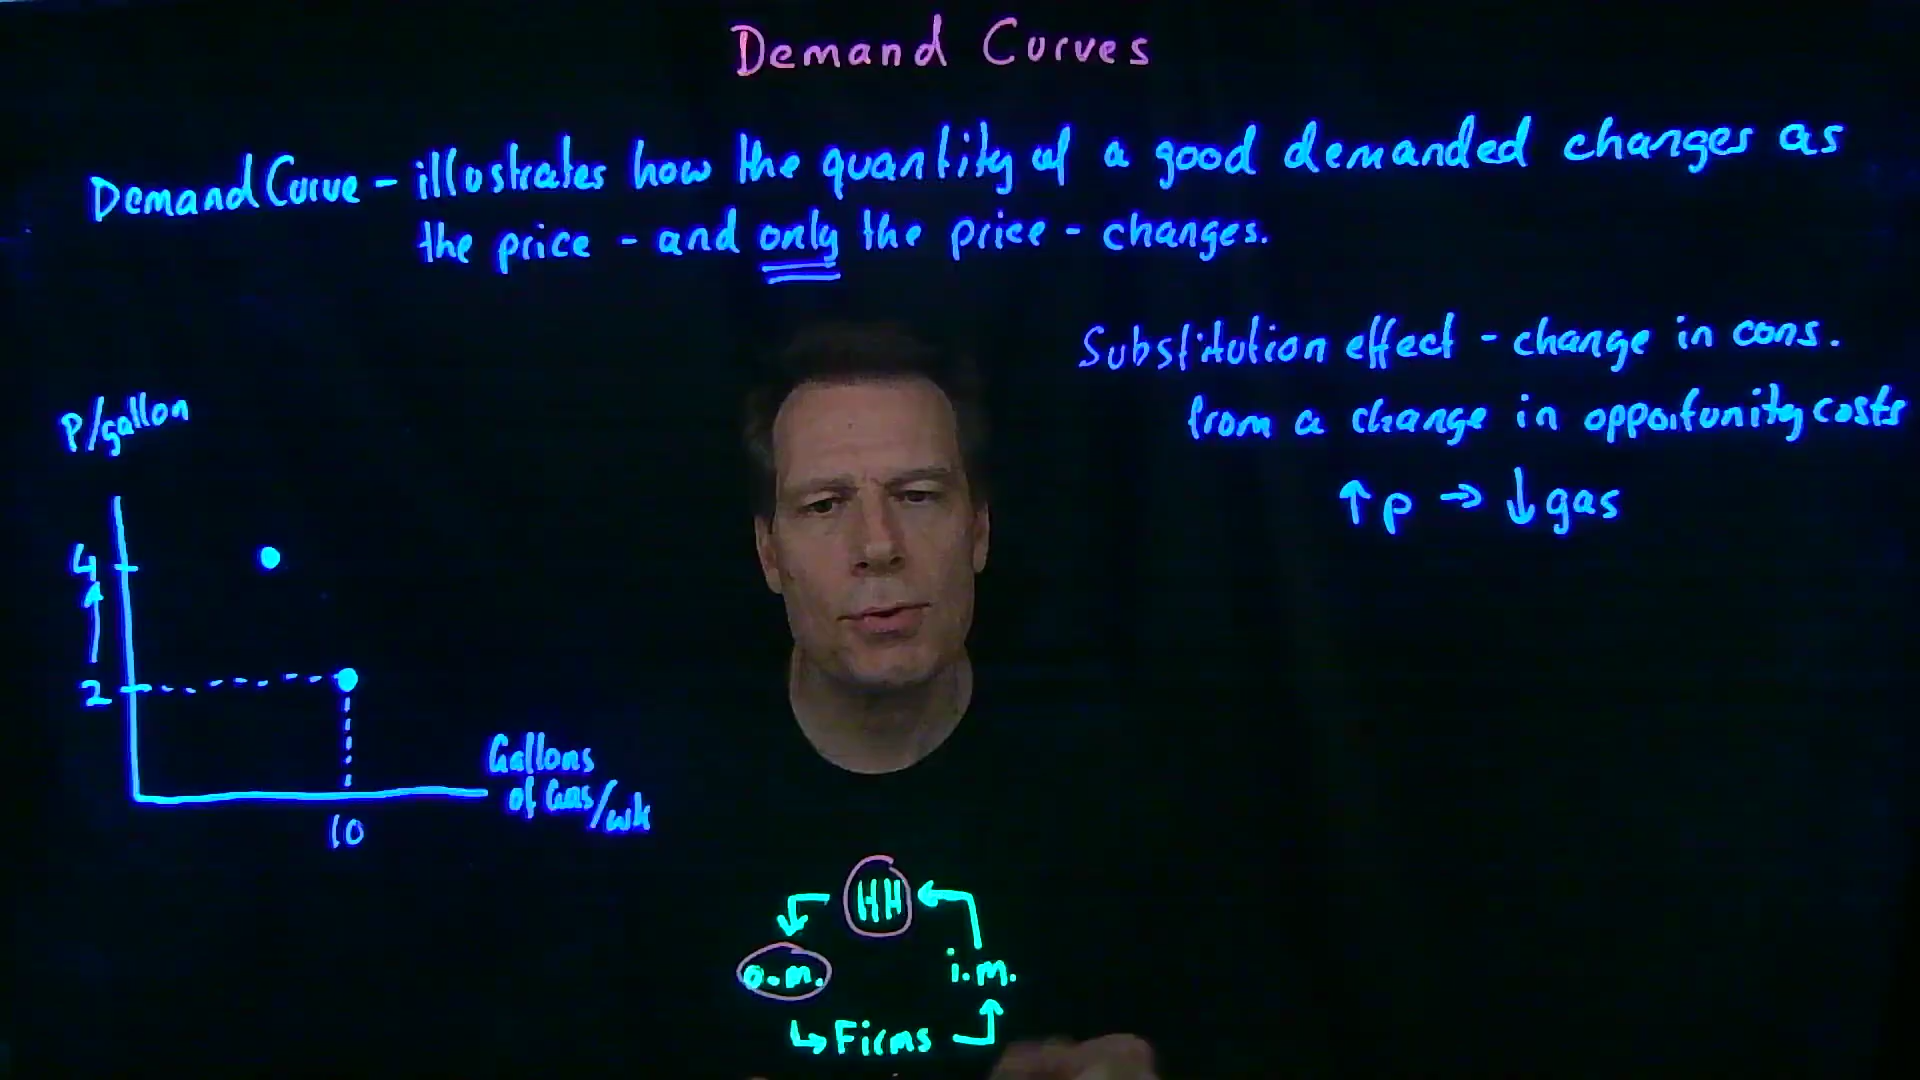 Demand Curves
Demand Curve - illustrates how the quantity of a good demanded changes as
the price - and only the price - changes.
Substitution effect - change in cons.
from a change in opportunity costs
↑ p → ↓ gas
P/gallon
4
2
10
Gallons
of Gas/wk
HH
o.m.
i.m.
Firms